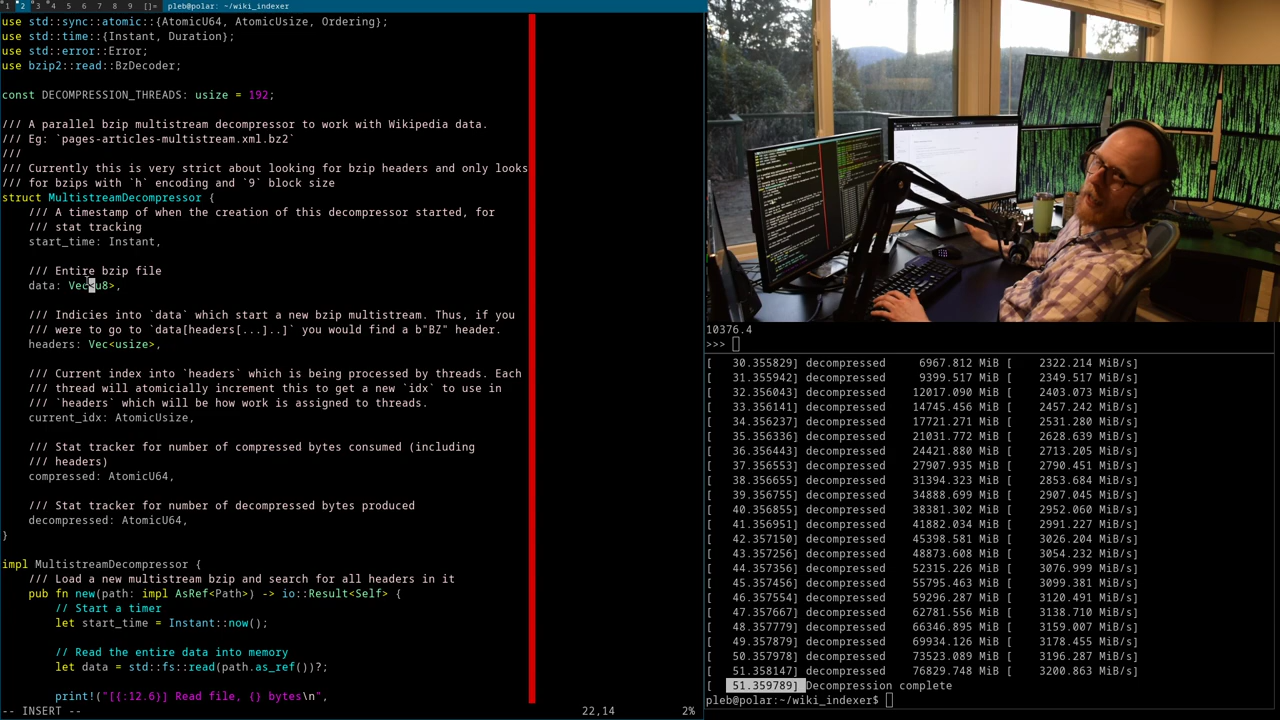 1 2 3 4 5 6 7 8 9 []= pleb@polar:~/wiki_indexer
use std::sync::atomic::{AtomicU64, AtomicUsize, Ordering};
use std::time::{Instant, Duration};
use std::error::Error;
use bzip2::read::BzDecoder;
const DECOMPRESSION_THREADS: usize = 192;
/// A parallel bzip multistream decompressor to work with Wikipedia data.
/// Eg: `pages-articles-multistream.xml.bz2`
///
/// Currently this is very strict about looking for bzip headers and only looks
/// for bzips with `h` encoding and `9` block size
struct MultistreamDecompressor {
/// A timestamp of when the creation of this decompressor started, for
/// stat tracking
start_time: Instant,
/// Entire bzip file
data: Vec<u8>,
/// Indicies into `data` which start a new bzip multistream. Thus, if you
/// were to go to `data[headers[...]..]` you would find a b"BZ" header.
headers: Vec<usize>,
/// Current index into `headers` which is being processed by threads. Each
/// thread will atomicially increment this to get a new `idx` to use in
/// `headers` which will be how work is assigned to threads.
current_idx: AtomicUsize,
/// Stat tracker for number of compressed bytes consumed (including
/// headers)
compressed: AtomicU64,
/// Stat tracker for number of decompressed bytes produced
decompressed: AtomicU64,
}
impl MultistreamDecompressor {
/// Load a new multistream bzip and search for all headers in it
pub fn new(path: impl AsRef<Path>) -> io::Result<Self> {
// Start a timer
let start_time = Instant::now();
// Read the entire data into memory
let data = std::fs::read(path.as_ref())?;
print!("[{:12.6}] Read file, {} bytes\n",
-- INSERT -- 22,14 2%
10376.4
>>>
[ 30.355829] decompressed 6967.812 MiB [ 2322.214 MiB/s]
[ 31.355942] decompressed 9399.517 MiB [ 2349.517 MiB/s]
[ 32.356043] decompressed 12017.090 MiB [ 2403.073 MiB/s]
[ 33.356141] decompressed 14745.456 MiB [ 2457.242 MiB/s]
[ 34.356237] decompressed 17721.271 MiB [ 2531.280 MiB/s]
[ 35.356336] decompressed 21031.772 MiB [ 2628.639 MiB/s]
[ 36.356443] decompressed 24421.880 MiB [ 2713.205 MiB/s]
[ 37.356553] decompressed 27907.935 MiB [ 2790.451 MiB/s]
[ 38.356655] decompressed 31394.323 MiB [ 2853.684 MiB/s]
[ 39.356755] decompressed 34888.699 MiB [ 2907.045 MiB/s]
[ 40.356855] decompressed 38381.302 MiB [ 2952.060 MiB/s]
[ 41.356951] decompressed 41882.034 MiB [ 2991.227 MiB/s]
[ 42.357150] decompressed 45398.581 MiB [ 3026.204 MiB/s]
[ 43.357256] decompressed 48873.608 MiB [ 3054.232 MiB/s]
[ 44.357356] decompressed 52315.226 MiB [ 3076.999 MiB/s]
[ 45.357456] decompressed 55795.463 MiB [ 3099.381 MiB/s]
[ 46.357554] decompressed 59296.287 MiB [ 3120.491 MiB/s]
[ 47.357667] decompressed 62781.556 MiB [ 3138.710 MiB/s]
[ 48.357779] decompressed 66346.895 MiB [ 3159.007 MiB/s]
[ 49.357879] decompressed 69934.126 MiB [ 3178.455 MiB/s]
[ 50.357978] decompressed 73523.089 MiB [ 3196.287 MiB/s]
[ 51.358147] decompressed 76829.748 MiB [ 3200.863 MiB/s]
[ 51.359789] Decompression complete
pleb@polar:~/wiki_indexer$